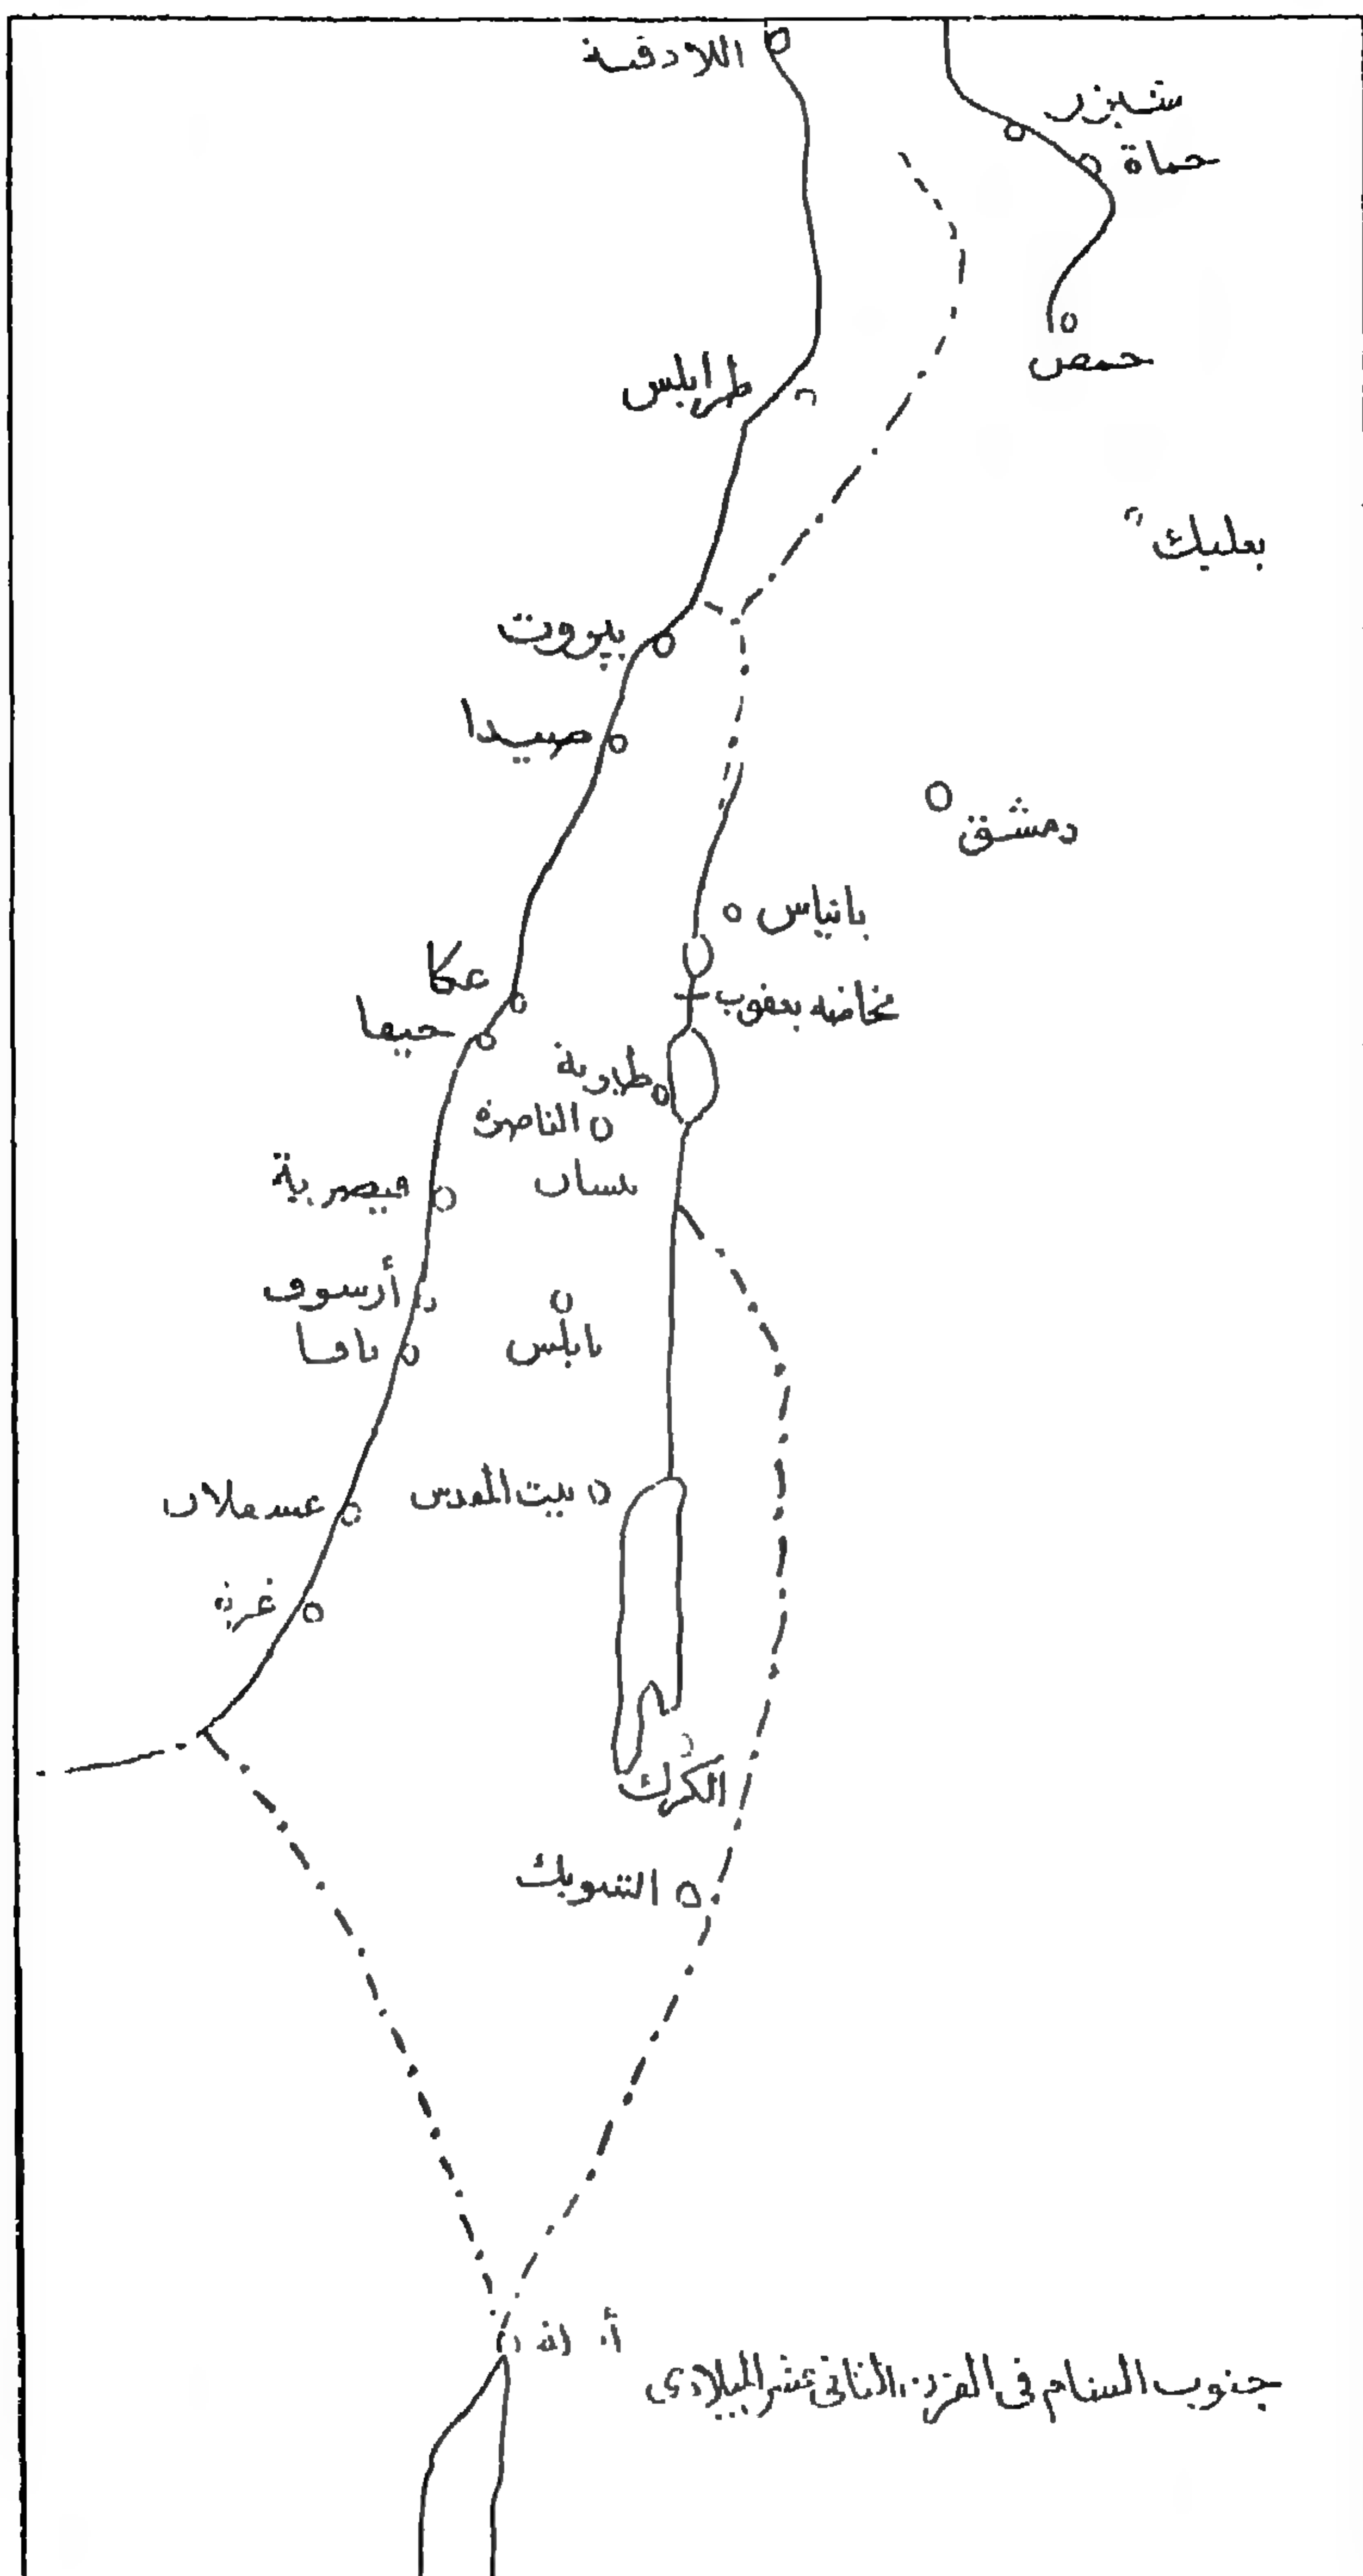 اللاذقية
شيزر
حماة
حمص
طرابلس
بعلبك
بيروت
صيدا
دمشق
بانياس
عكا
مخاضة يعقوب
حيفا
طبرية
الناصرة
قيصرية
بيسان
أرسوف
يافا
نابلس
بيت المقدس
عسقلان
غزة
الكرك
الشوبك
أيلة
جنوب الشام في القرن الثاني عشر الميلادي